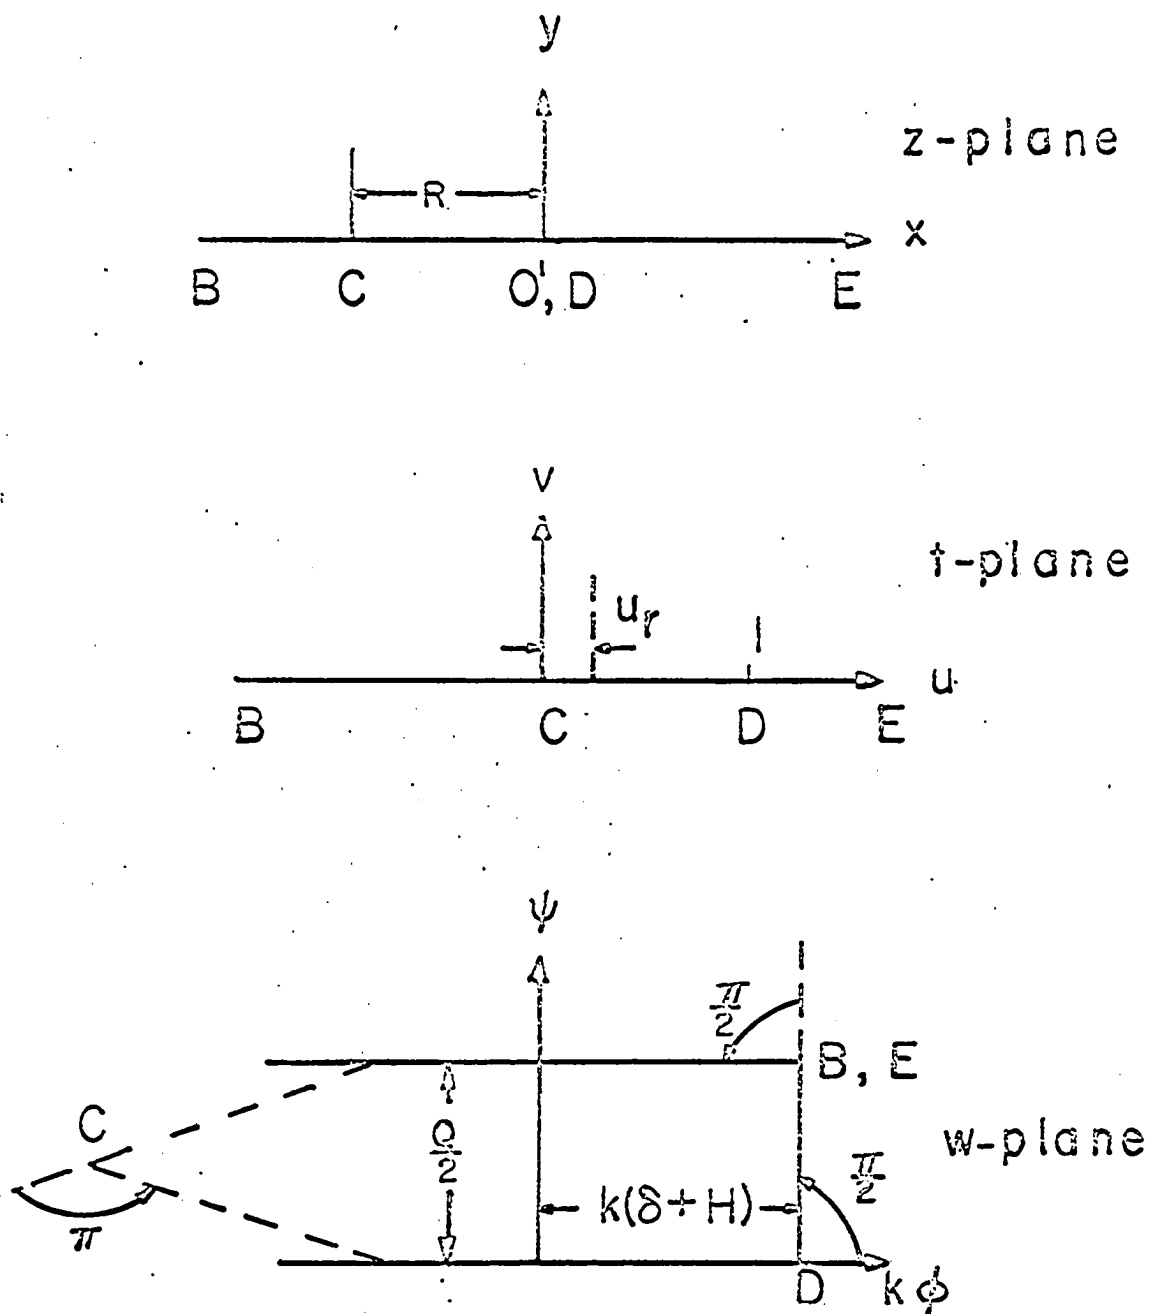 y
z-plane
R
x
B C O', D E
v
t-plane
u_r
1
u
B C D E
ψ
π/2
B, E
C
Q/2
w-plane
π/2
k(δ+H)
π
D kϕ